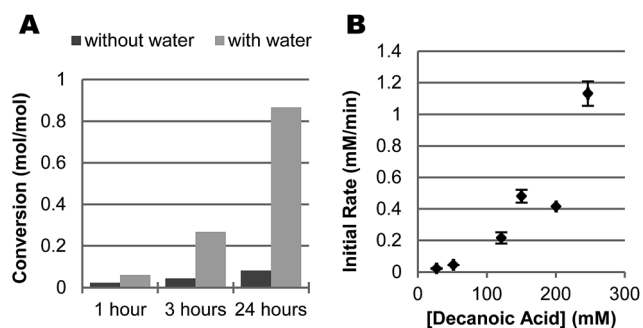 A
■ without water ■ with water
Conversion (mol/mol)
1
0.8
0.6
0.4
0.2
0
1 hour 3 hours 24 hours
B
Initial Rate (mM/min)
1.4
1.2
1
0.8
0.6
0.4
0.2
0
0 100 200 300
[Decanoic Acid] (mM)